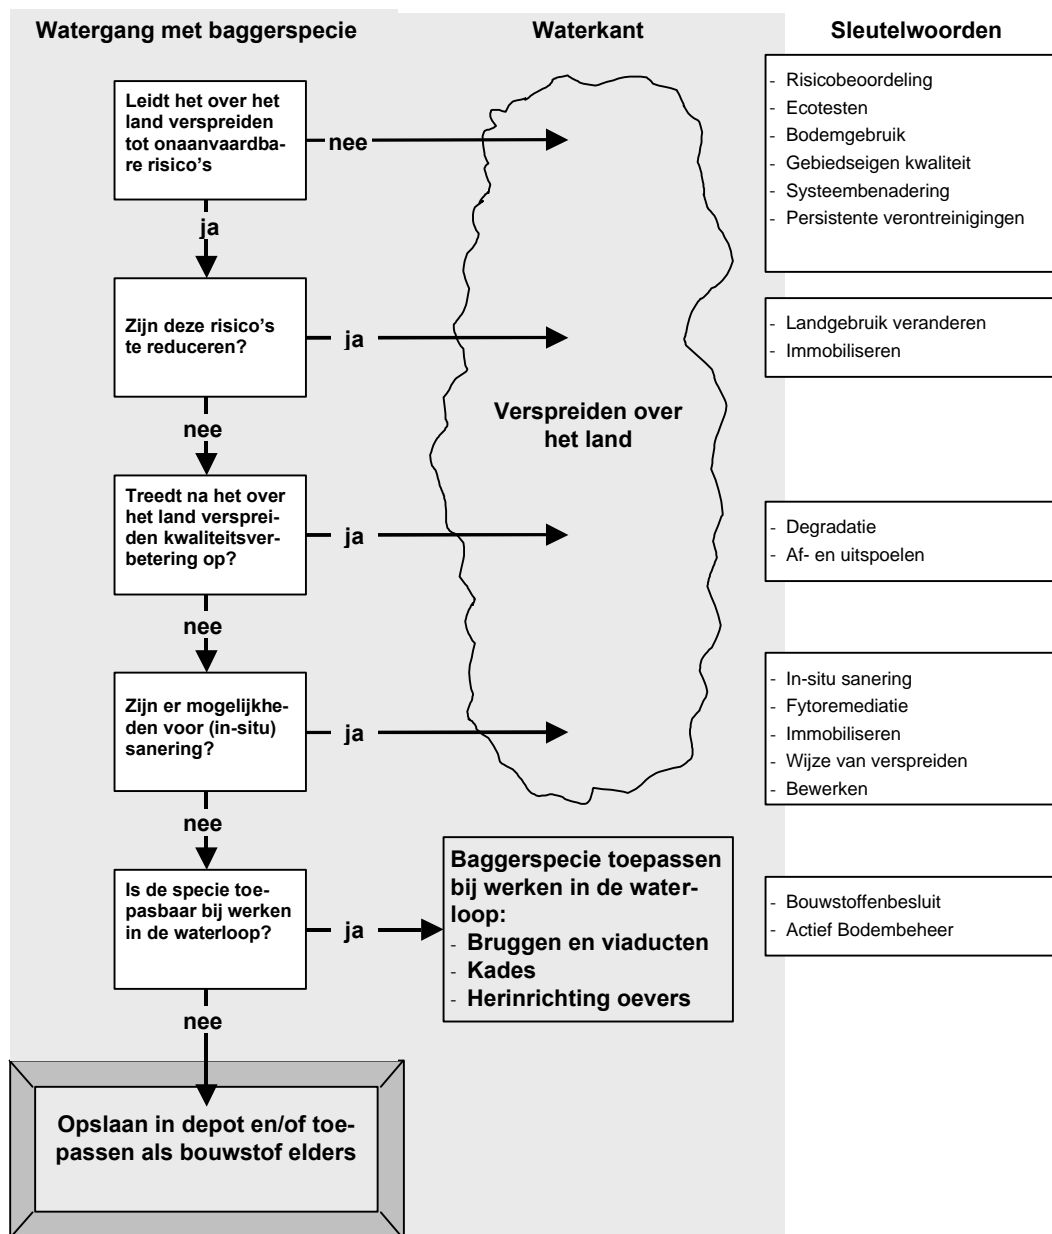 Watergang met baggerspecie
Waterkant
Sleutelwoorden
Leidt het over het
land verspreiden
tot onaanvaardba-
re risico's
nee
- Risicobeoordeling
- Ecotesten
- Bodemgebruik
- Gebiedseigen kwaliteit
- Systeembenadering
- Persistente verontreinigingen
ja
Zijn deze risico's
te reduceren?
ja
- Landgebruik veranderen
- Immobiliseren
Verspreiden over
het land
nee
Treedt na het over
het land versprei-
den kwaliteitsver-
betering op?
ja
- Degradatie
- Af- en uitspoelen
nee
Zijn er mogelijkhe-
den voor (in-situ)
sanering?
ja
- In-situ sanering
- Fytoremediatie
- Immobiliseren
- Wijze van verspreiden
- Bewerken
nee
Is de specie toe-
pasbaar bij werken
in de waterloop?
ja
Baggerspecie toepassen
bij werken in de water-
loop:
- Bruggen en viaducten
- Kades
- Herinrichting oevers
- Bouwstoffenbesluit
- Actief Bodembeheer
nee
Opslaan in depot en/of toe-
passen als bouwstof elders